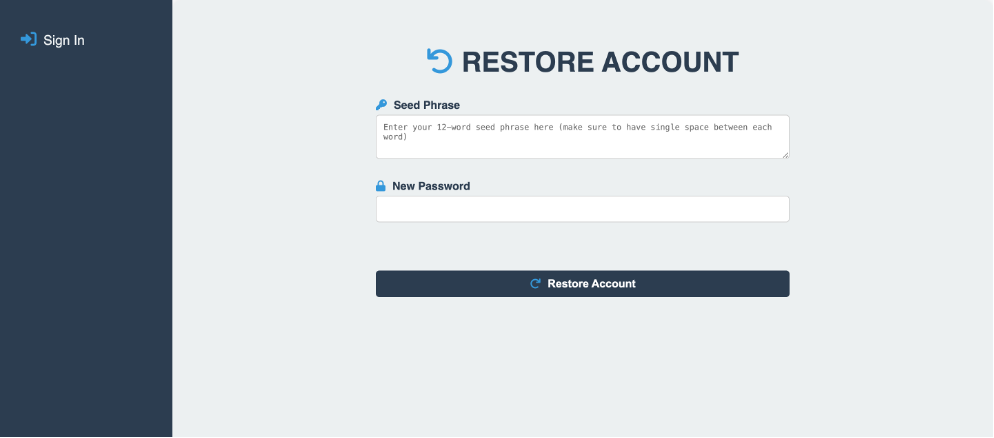 Sign In
RESTORE ACCOUNT
Seed Phrase
Enter your 12-word seed phrase here (make sure to have single space between each
word)
New Password
Restore Account